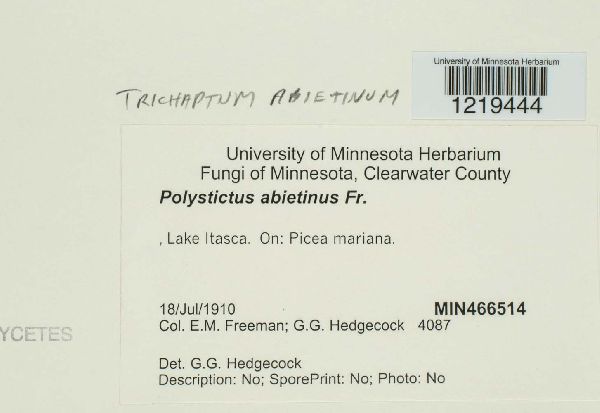 University of Minnesota Herbarium
1219444
TRICHAPTUM ABIETINUM
University of Minnesota Herbarium
Fungi of Minnesota, Clearwater County
Polystictus abietinus Fr.
, Lake Itasca. On: Picea mariana.
18/Jul/1910 MIN466514
Col. E.M. Freeman; G.G. Hedgecock 4087
YCETES
Det. G.G. Hedgecock
Description: No; SporePrint: No; Photo: No